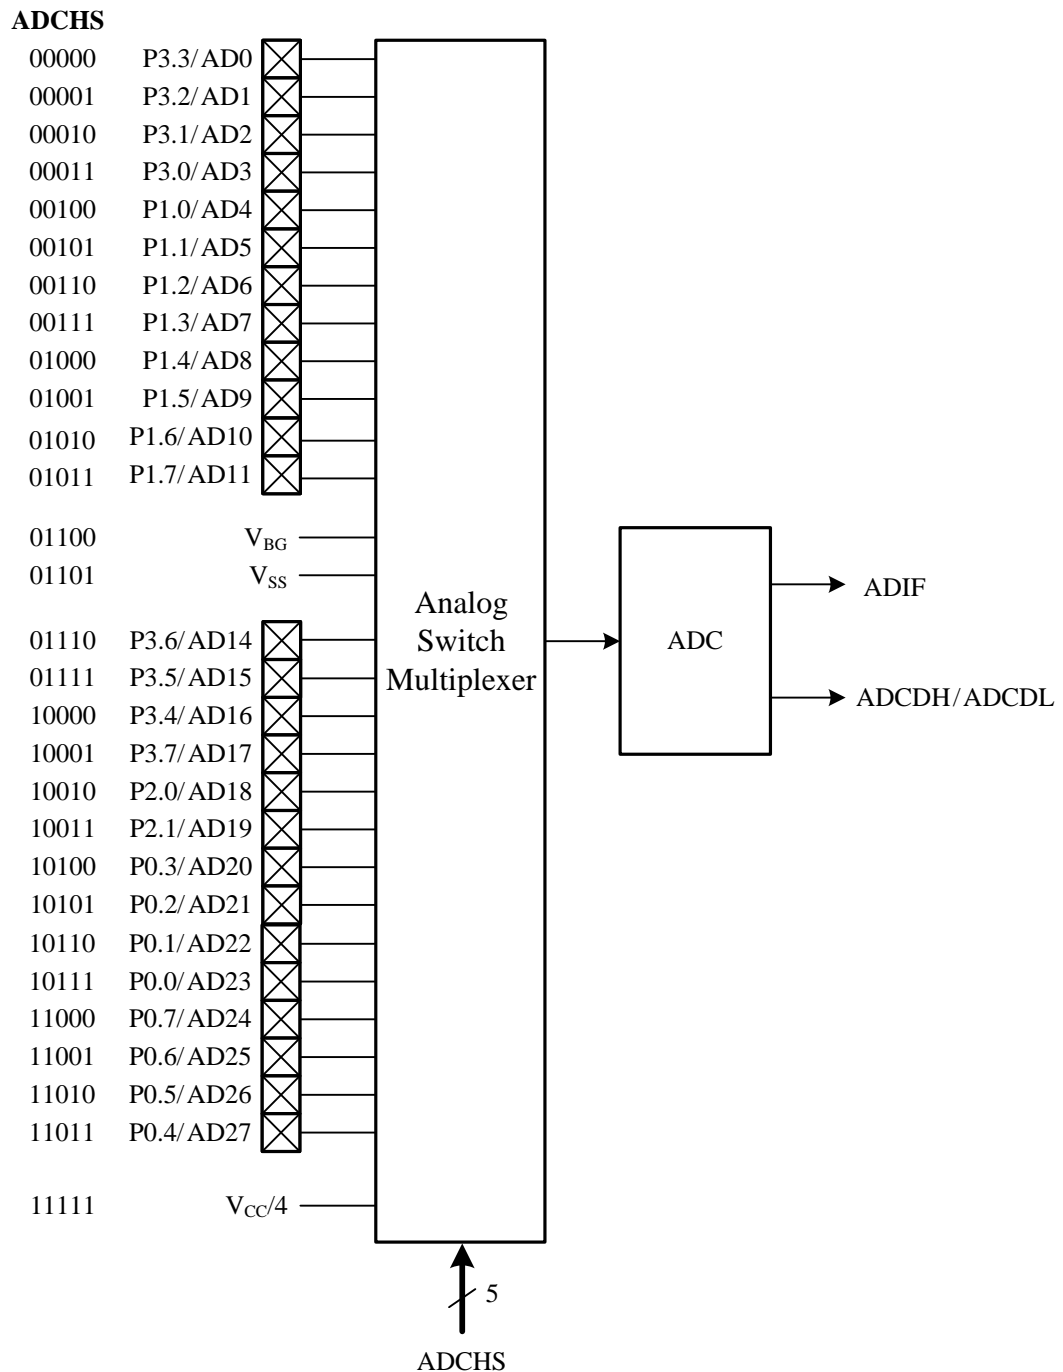 ADCHS
00000 P3.3/AD0
00001 P3.2/AD1
00010 P3.1/AD2
00011 P3.0/AD3
00100 P1.0/AD4
00101 P1.1/AD5
00110 P1.2/AD6
00111 P1.3/AD7
01000 P1.4/AD8
01001 P1.5/AD9
01010 P1.6/AD10
01011 P1.7/AD11
01100 VBG
01101 VSS
01110 P3.6/AD14
01111 P3.5/AD15
10000 P3.4/AD16
10001 P3.7/AD17
10010 P2.0/AD18
10011 P2.1/AD19
10100 P0.3/AD20
10101 P0.2/AD21
10110 P0.1/AD22
10111 P0.0/AD23
11000 P0.7/AD24
11001 P0.6/AD25
11010 P0.5/AD26
11011 P0.4/AD27
11111 VCC/4
Analog
Switch
Multiplexer
ADC
ADIF
ADCDH/ADCDL
5
ADCHS